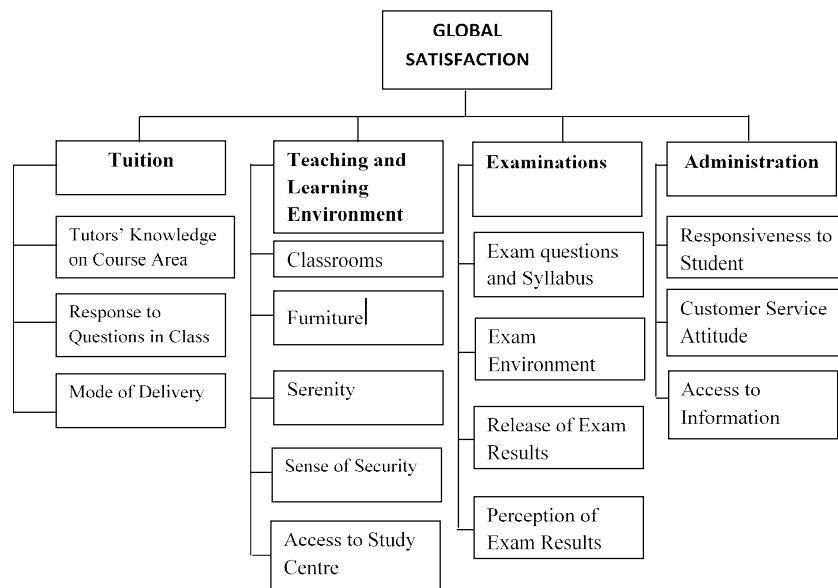 GLOBAL
SATISFACTION
Tuition
Tutors' Knowledge
on Course Area
Response to
Questions in Class
Mode of Delivery
Teaching and
Learning
Environment
Classrooms
Furniture
Serenity
Sense of Security
Access to Study
Centre
Examinations
Exam questions
and Syllabus
Exam
Environment
Release of Exam
Results
Perception of
Exam Results
Administration
Responsiveness to
Student
Customer Service
Attitude
Access to
Information